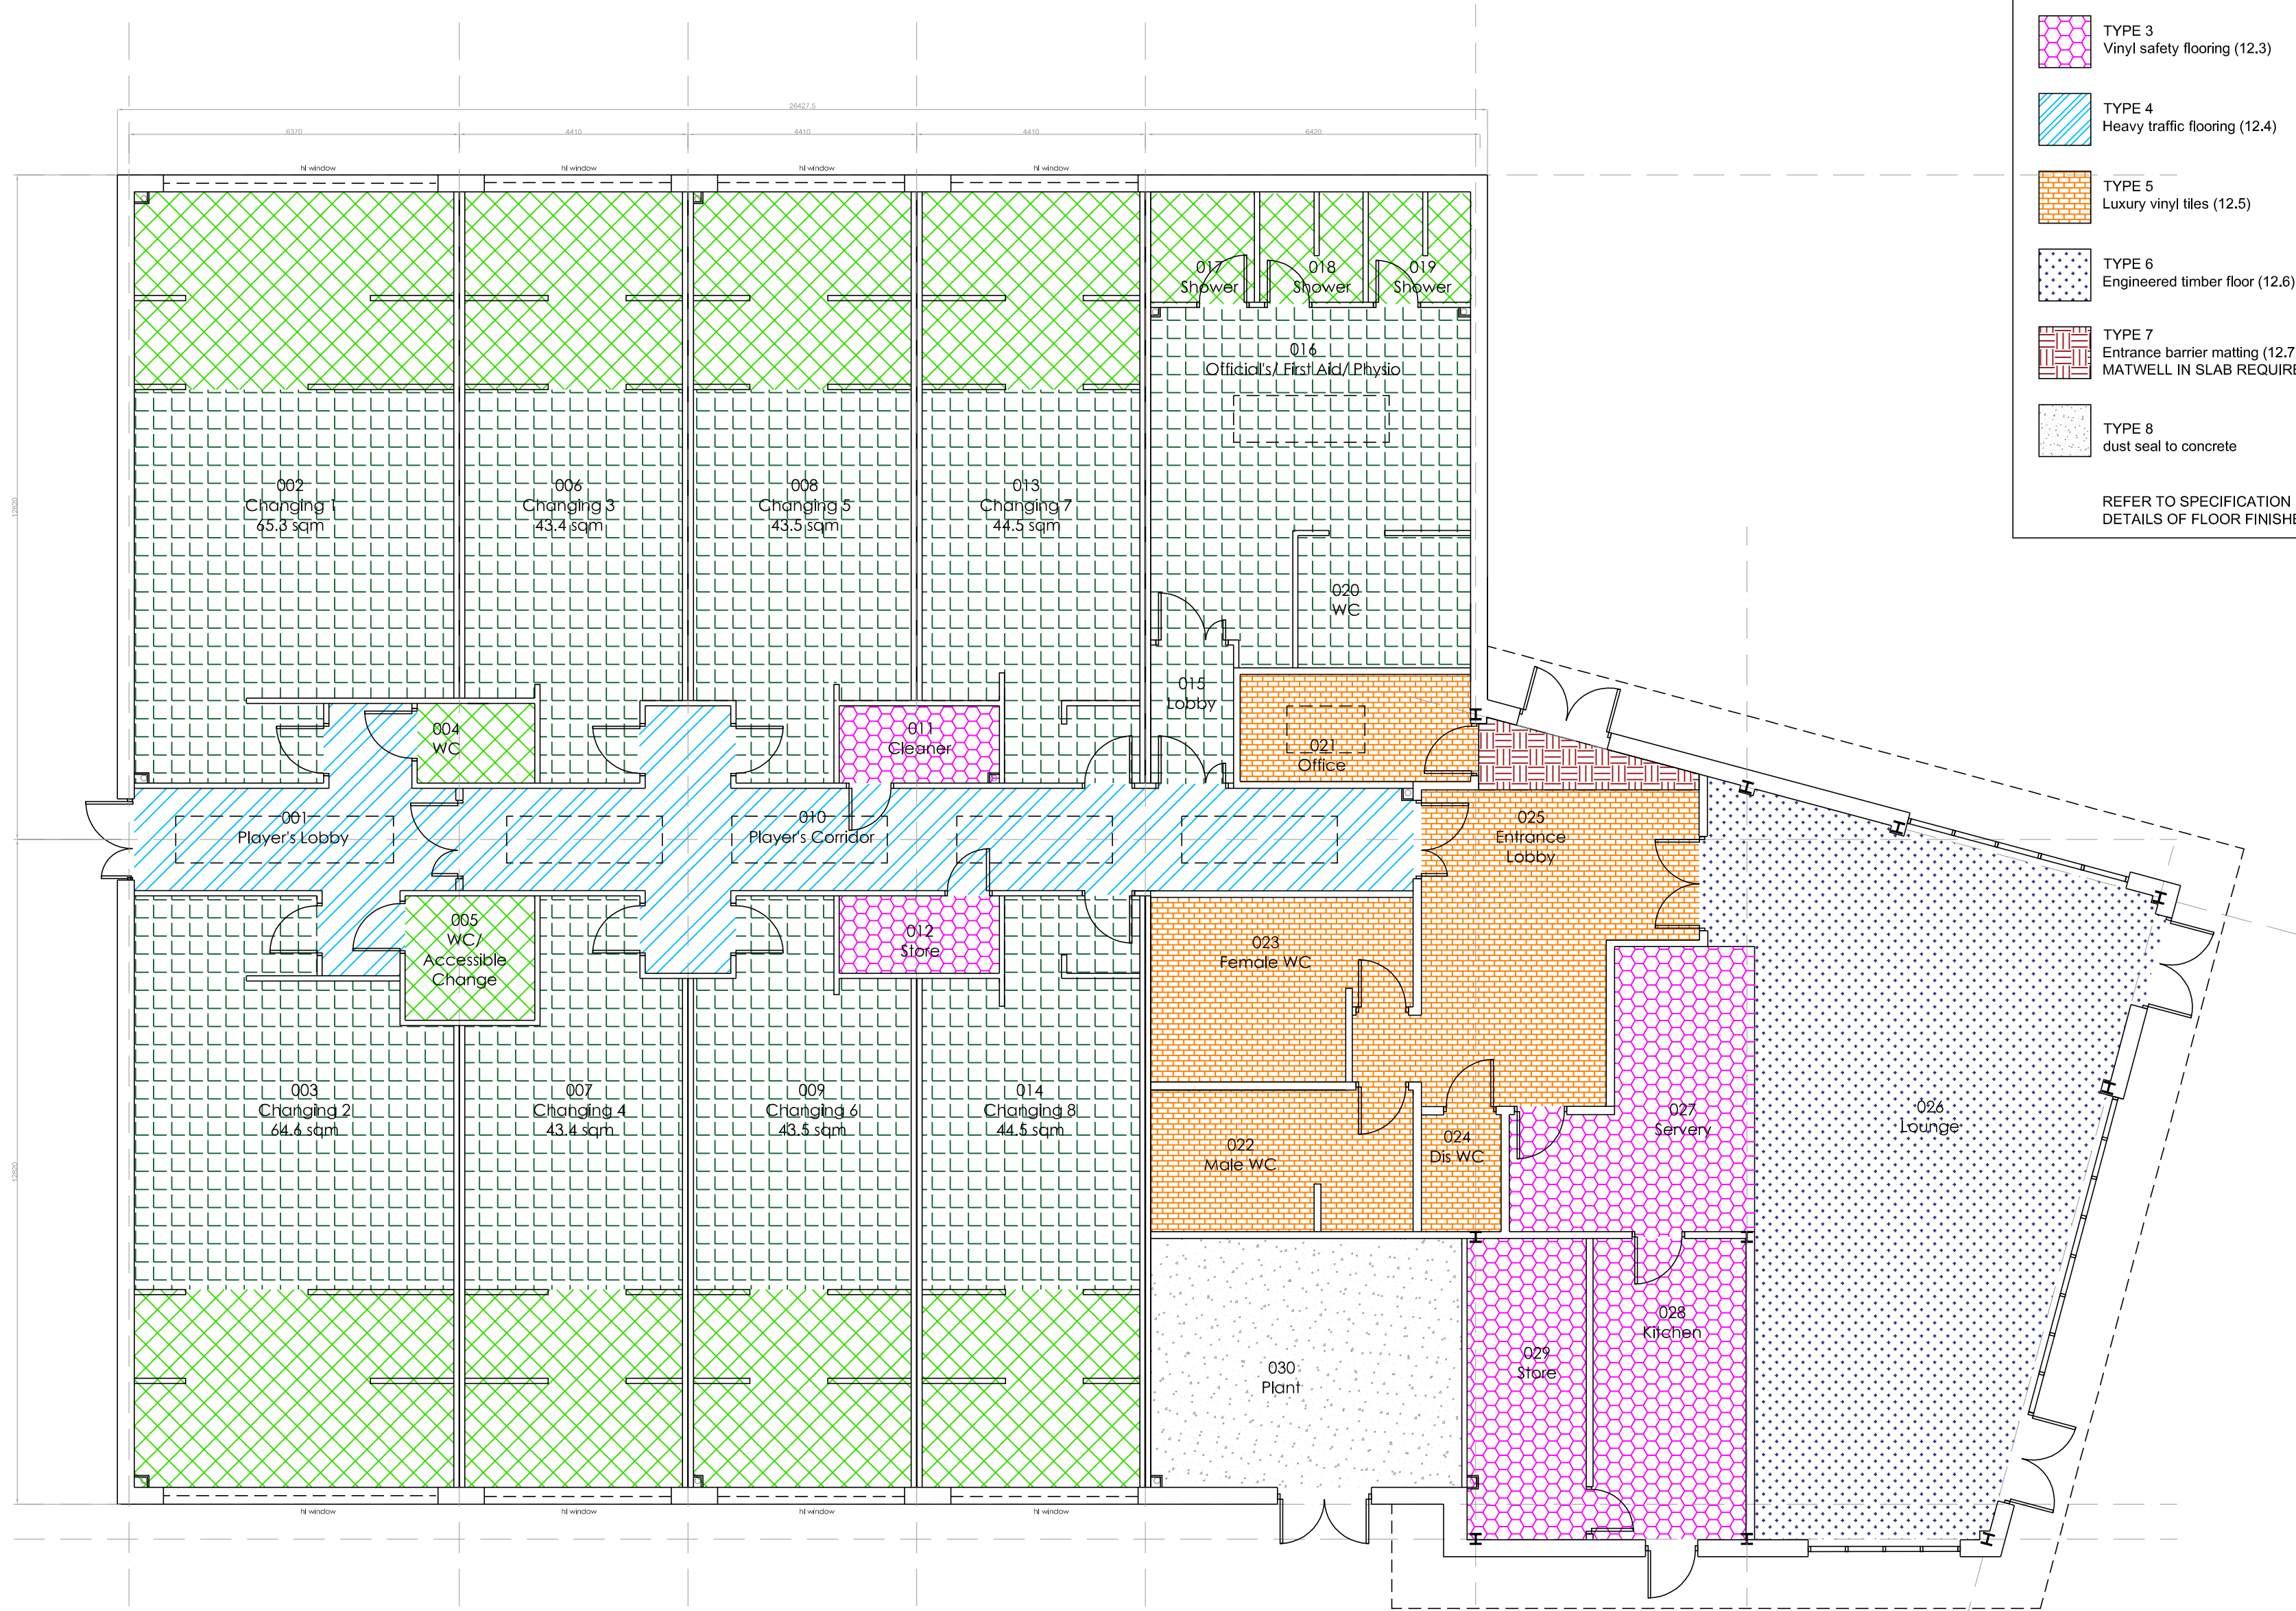 TYPE 3
Vinyl safety flooring (12.3)
TYPE 4
Heavy traffic flooring (12.4)
TYPE 5
Luxury vinyl tiles (12.5)
TYPE 6
Engineered timber floor (12.6)
TYPE 7
Entrance barrier matting (12.7
MATWELL IN SLAB REQUIRE
TYPE 8
dust seal to concrete
REFER TO SPECIFICATION
DETAILS OF FLOOR FINISHE
26427.5
6370
4410
4410
4410
6420
hl window
hl window
hl window
hl window
12820
12820
017
Shower
018
Shower
019
Shower
016
Official's/ First Aid/ Physio
002
Changing 1
65.3 sqm
006
Changing 3
43.4 sqm
008
Changing 5
43.5 sqm
013
Changing 7
44.5 sqm
020
WC
015
Lobby
004
WC
011
Cleaner
021
Office
001
Player's Lobby
010
Player's Corridor
025
Entrance
Lobby
005
WC/
Accessible
Change
012
Store
023
Female WC
003
Changing 2
64.6 sqm
007
Changing 4
43.4 sqm
009
Changing 6
43.5 sqm
014
Changing 8
44.5 sqm
022
Male WC
024
Dis WC
027
Servery
026
Lounge
030
Plant
029
Store
028
Kitchen
hl window
hl window
hl window
hl window